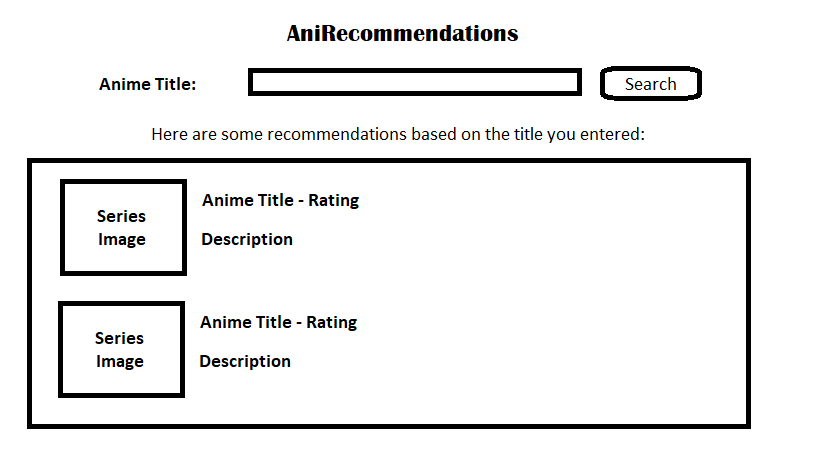 AniRecommendations
Anime Title:
Search
Here are some recommendations based on the title you entered:
Series
Image
Anime Title - Rating
Description
Series
Image
Anime Title - Rating
Description